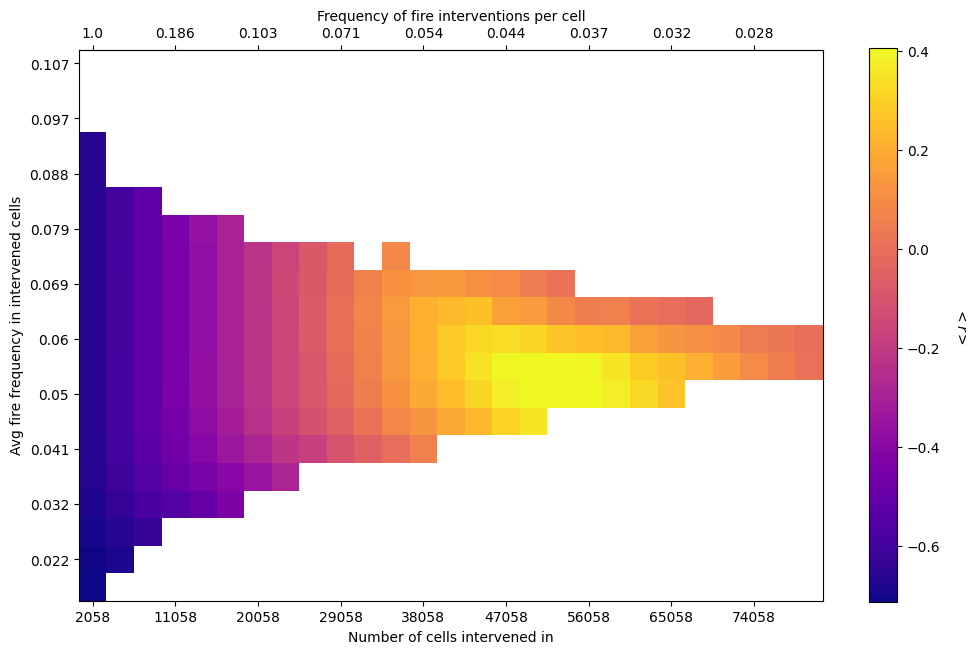 Frequency of fire interventions per cell
1.0 0.186 0.103 0.071 0.054 0.044 0.037 0.032 0.028
Avg fire frequency in intervened cells
0.107
0.097
0.088
0.079
0.069
0.06
0.05
0.041
0.032
0.022
2058 11058 20058 29058 38058 47058 56058 65058 74058
Number of cells intervened in
0.4
0.2
0.0
−0.2
−0.4
−0.6
< r >